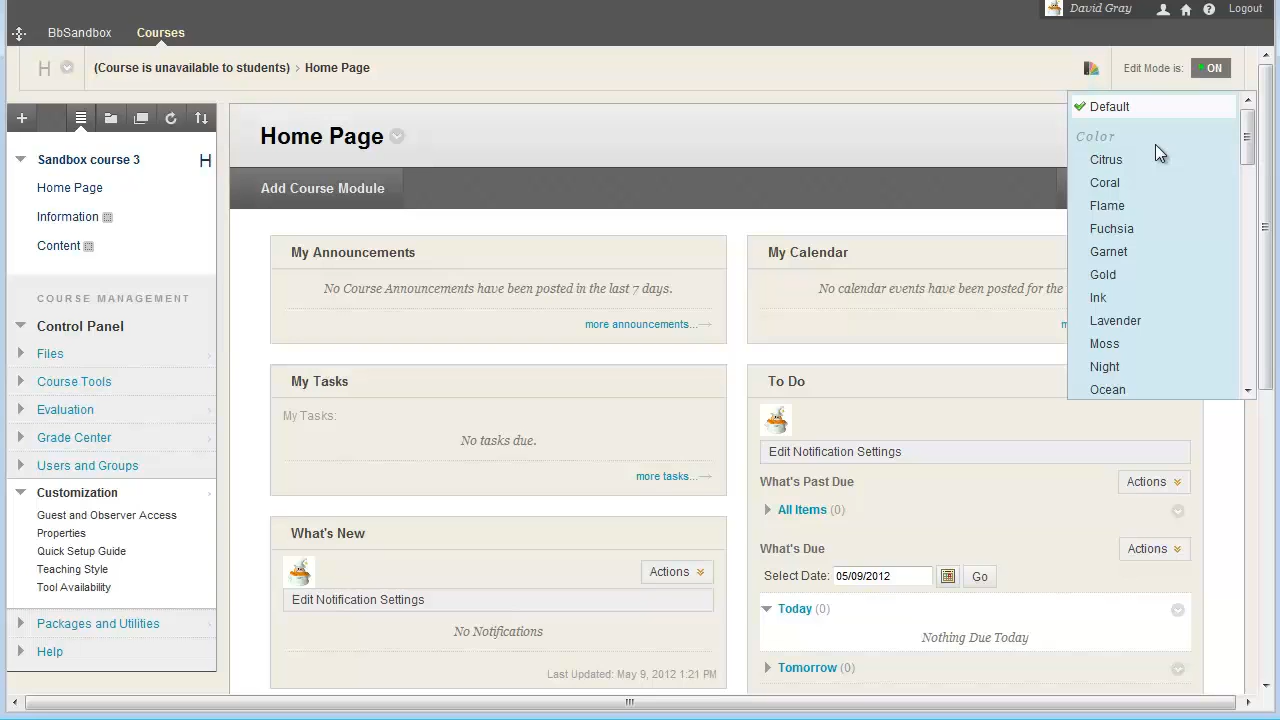 David Gray
Logout
BbSandbox
Courses
H
(Course is unavailable to students) > Home Page
Edit Mode is:
ON
Default
Color
Citrus
Coral
Flame
Fuchsia
Garnet
Gold
Ink
Lavender
Moss
Night
Ocean
Sandbox course 3
H
Home Page
Information
Content
COURSE MANAGEMENT
Control Panel
Files
Course Tools
Evaluation
Grade Center
Users and Groups
Customization
Guest and Observer Access
Properties
Quick Setup Guide
Teaching Style
Tool Availability
Packages and Utilities
Help
Home Page
Add Course Module
My Announcements
No Course Announcements have been posted in the last 7 days.
more announcements...
My Tasks
My Tasks:
No tasks due.
more tasks...
What's New
Actions
Edit Notification Settings
No Notifications
Last Updated: May 9, 2012 1:21 PM
My Calendar
No calendar events have been posted for the
To Do
Edit Notification Settings
What's Past Due
Actions
All Items (0)
What's Due
Actions
Select Date: 05/09/2012
Go
Today (0)
Nothing Due Today
Tomorrow (0)